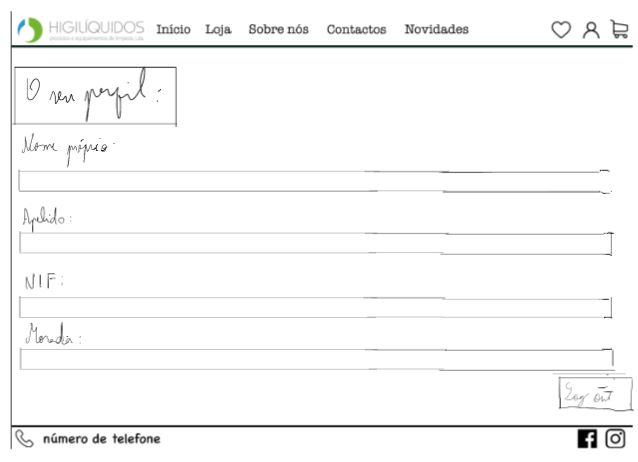 HIGILÍQUIDOS Início Loja Sobre nós Contactos Novidades
produtos e equipamentos de limpeza, Lda
O seu perfil:
Nome próprio:
Apelido:
NIF:
Morada:
Log out
número de telefone